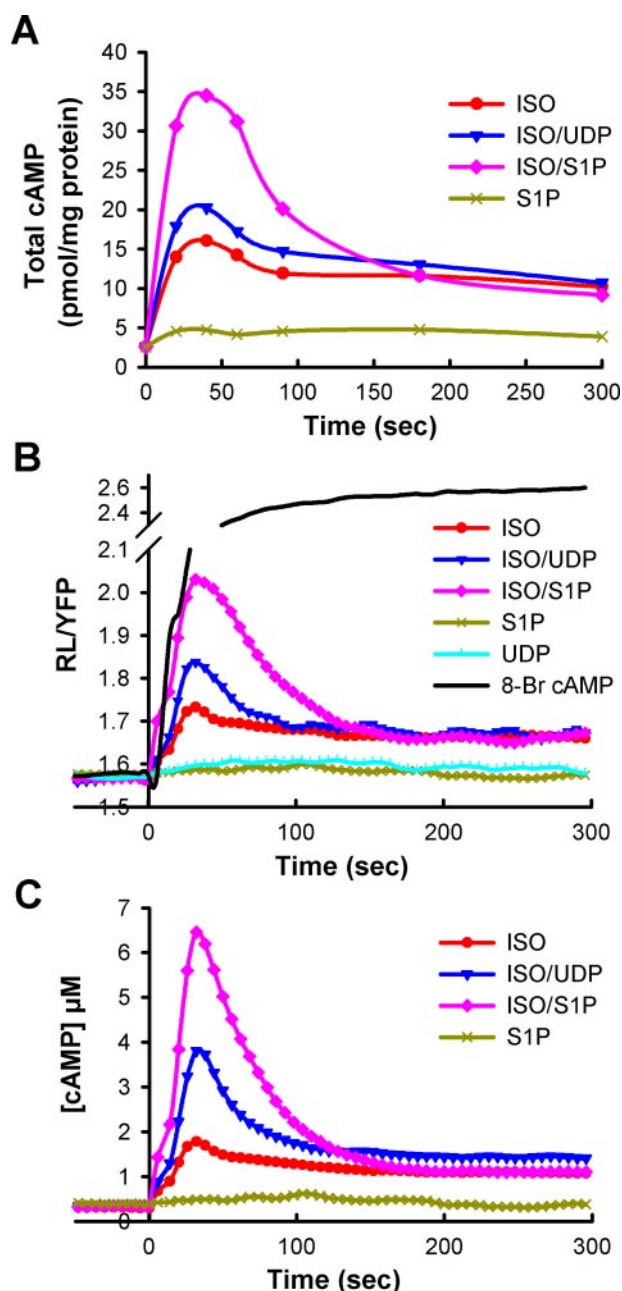 A
Total cAMP
(pmol/mg protein)
40
35
30
25
20
15
10
5
0
ISO
ISO/UDP
ISO/S1P
S1P
0 50 100 150 200 250 300
Time (sec)
B
RL/YFP
2.6
2.4
2.1
2.0
1.9
1.8
1.7
1.6
1.5
ISO
ISO/UDP
ISO/S1P
S1P
UDP
8-Br cAMP
0 100 200 300
Time (sec)
C
[cAMP] µM
7
6
5
4
3
2
1
0
ISO
ISO/UDP
ISO/S1P
S1P
0 100 200 300
Time (sec)